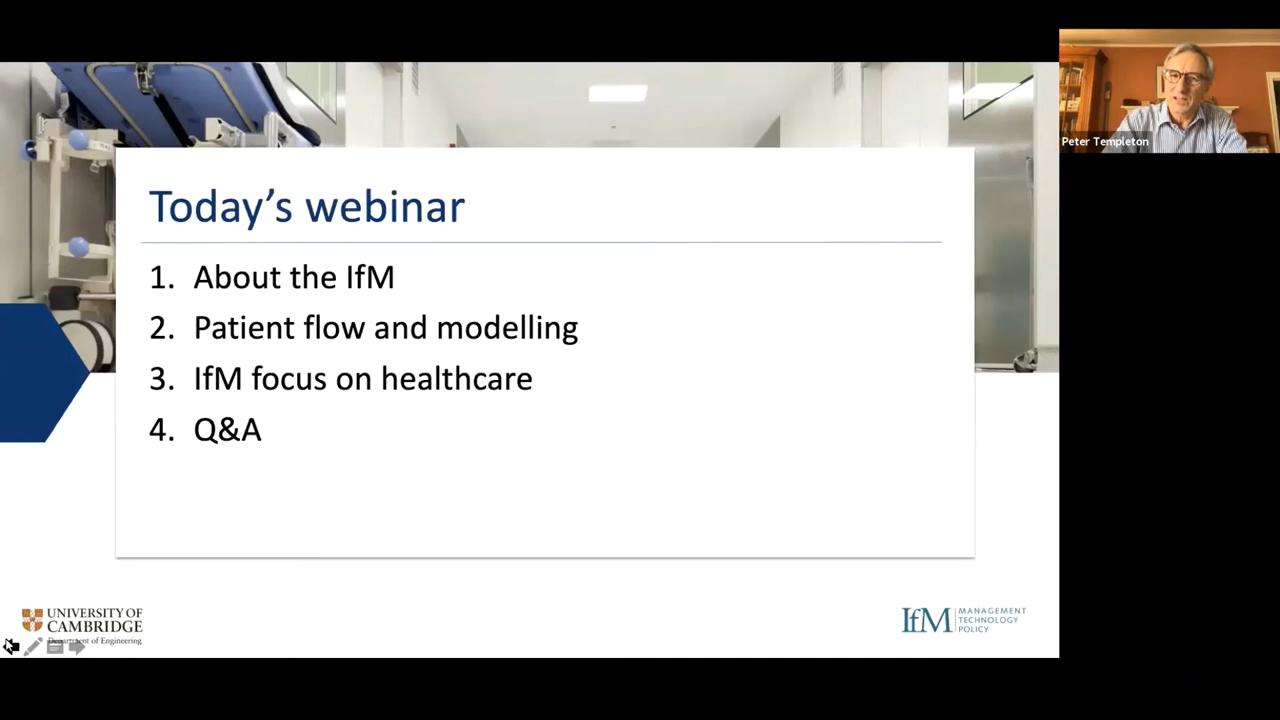 Today's webinar
1. About the IfM
2. Patient flow and modelling
3. IfM focus on healthcare
4. Q&A
Peter Templeton
UNIVERSITY OF
CAMBRIDGE
Department of Engineering
IfM
MANAGEMENT
TECHNOLOGY
POLICY